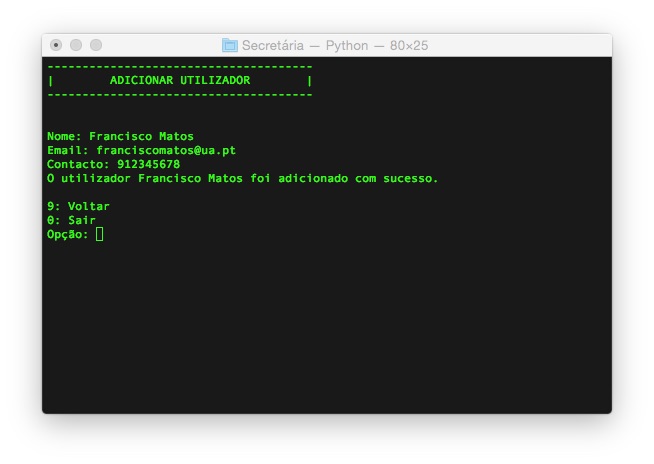 Secretária — Python — 80×25
--------------------------------------
|        ADICIONAR UTILIZADOR        |
--------------------------------------
Nome: Francisco Matos
Email: franciscomatos@ua.pt
Contacto: 912345678
O utilizador Francisco Matos foi adicionado com sucesso.
9: Voltar
0: Sair
Opção: